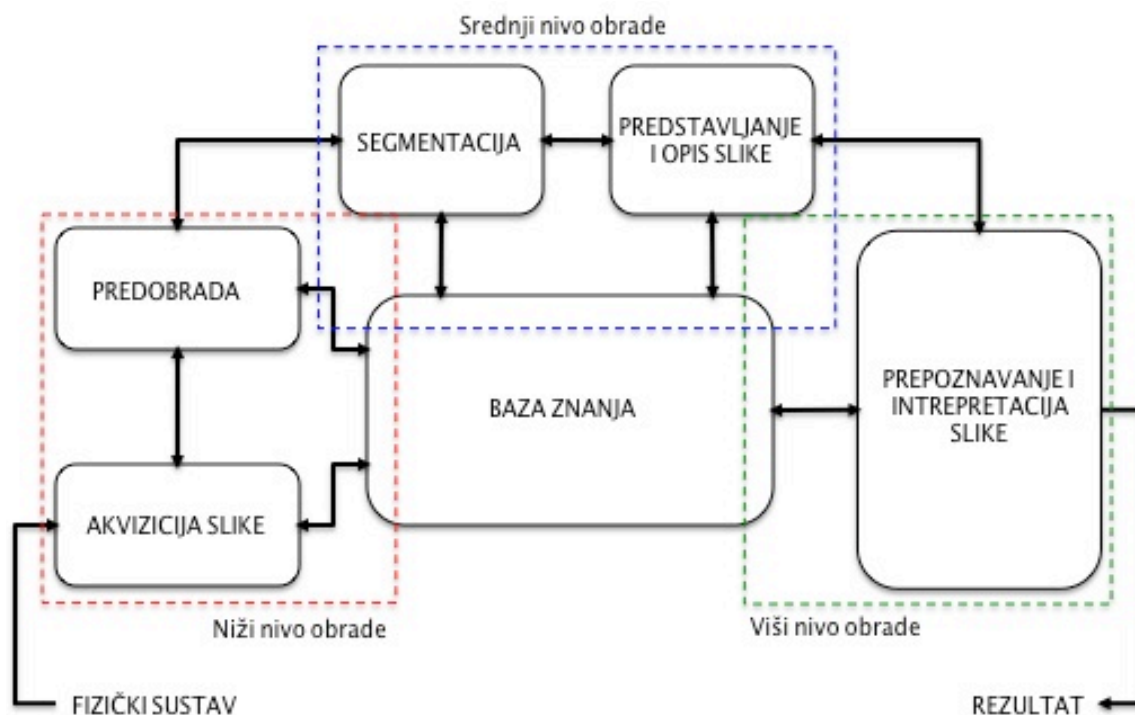 Srednji nivo obrade
SEGMENTACIJA
PREDSTAVLJANJE
I OPIS SLIKE
PREDOBRADA
BAZA ZNANJA
PREPOZNAVANJE I
INTREPRETACIJA
SLIKE
AKVIZICIJA SLIKE
Niži nivo obrade
Viši nivo obrade
FIZIČKI SUSTAV
REZULTAT